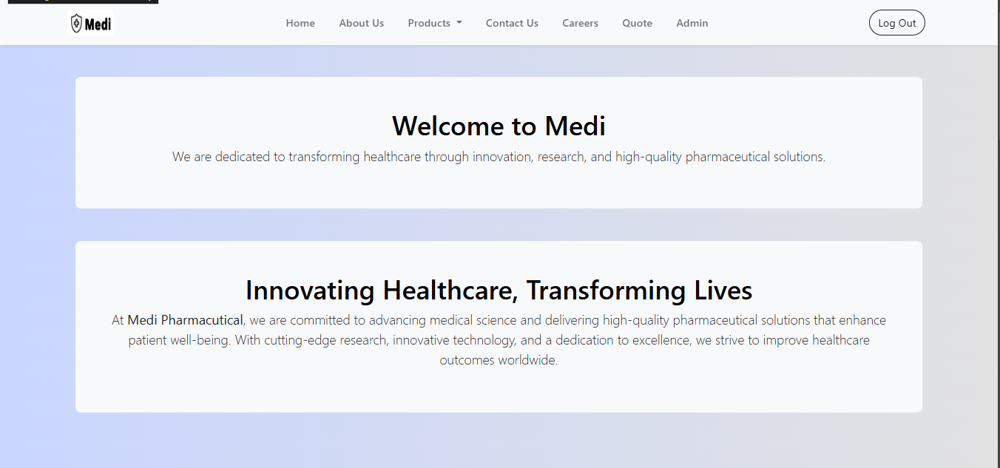 Medi
Home
About Us
Products
Contact Us
Careers
Quote
Admin
Log Out
Welcome to Medi
We are dedicated to transforming healthcare through innovation, research, and high-quality pharmaceutical solutions.
Innovating Healthcare, Transforming Lives
At Medi Pharmacutical, we are committed to advancing medical science and delivering high-quality pharmaceutical solutions that enhance
patient well-being. With cutting-edge research, innovative technology, and a dedication to excellence, we strive to improve healthcare
outcomes worldwide.